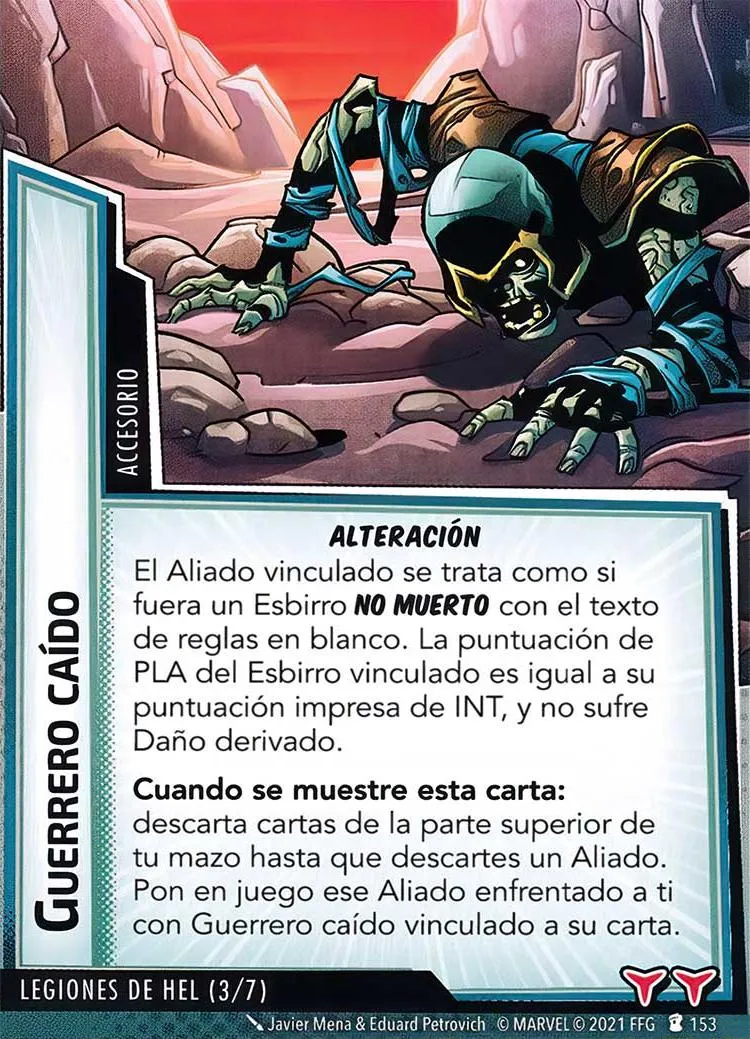 ACCESORIO
GUERRERO CAÍDO
ALTERACIÓN
El Aliado vinculado se trata como si
fuera un Esbirro NO MUERTO con el texto
de reglas en blanco. La puntuación de
PLA del Esbirro vinculado es igual a su
puntuación impresa de INT, y no sufre
Daño derivado.
Cuando se muestre esta carta:
descarta cartas de la parte superior de
tu mazo hasta que descartes un Aliado.
Pon en juego ese Aliado enfrentado a ti
con Guerrero caído vinculado a su carta.
LEGIONES DE HEL (3/7)
Javier Mena & Eduard Petrovich © MARVEL © 2021 FFG 153